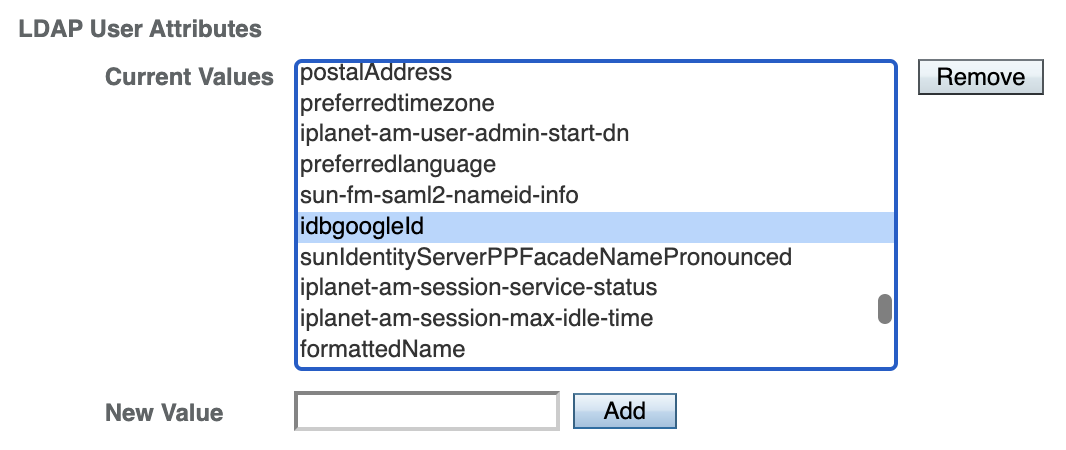 LDAP User Attributes
Current Values
postalAddress
preferredtimezone
iplanet-am-user-admin-start-dn
preferredlanguage
sun-fm-saml2-nameid-info
idbgoogleId
sunIdentityServerPPFacadeNamePronounced
iplanet-am-session-service-status
iplanet-am-session-max-idle-time
formattedName
Remove
New Value
Add